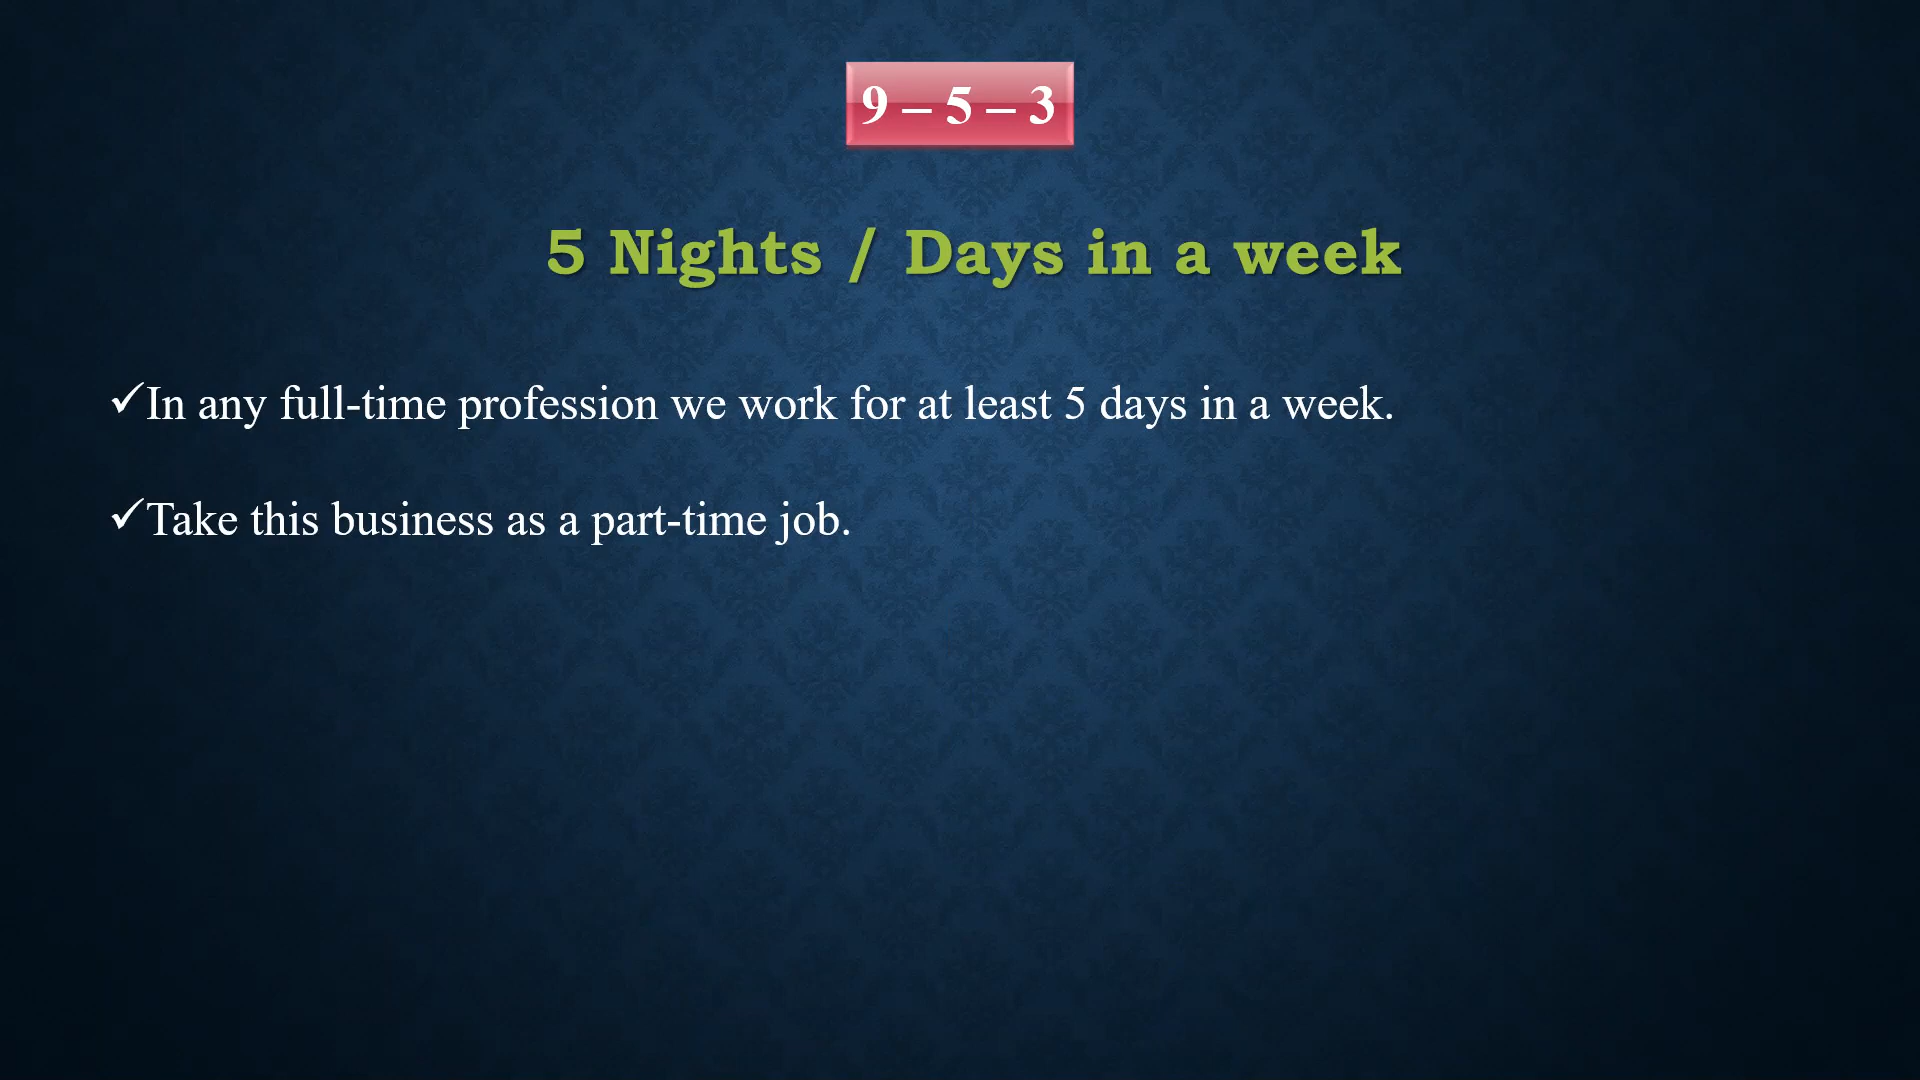 9 – 5 – 3
5 Nights / Days in a week
✓In any full-time profession we work for at least 5 days in a week.
✓Take this business as a part-time job.